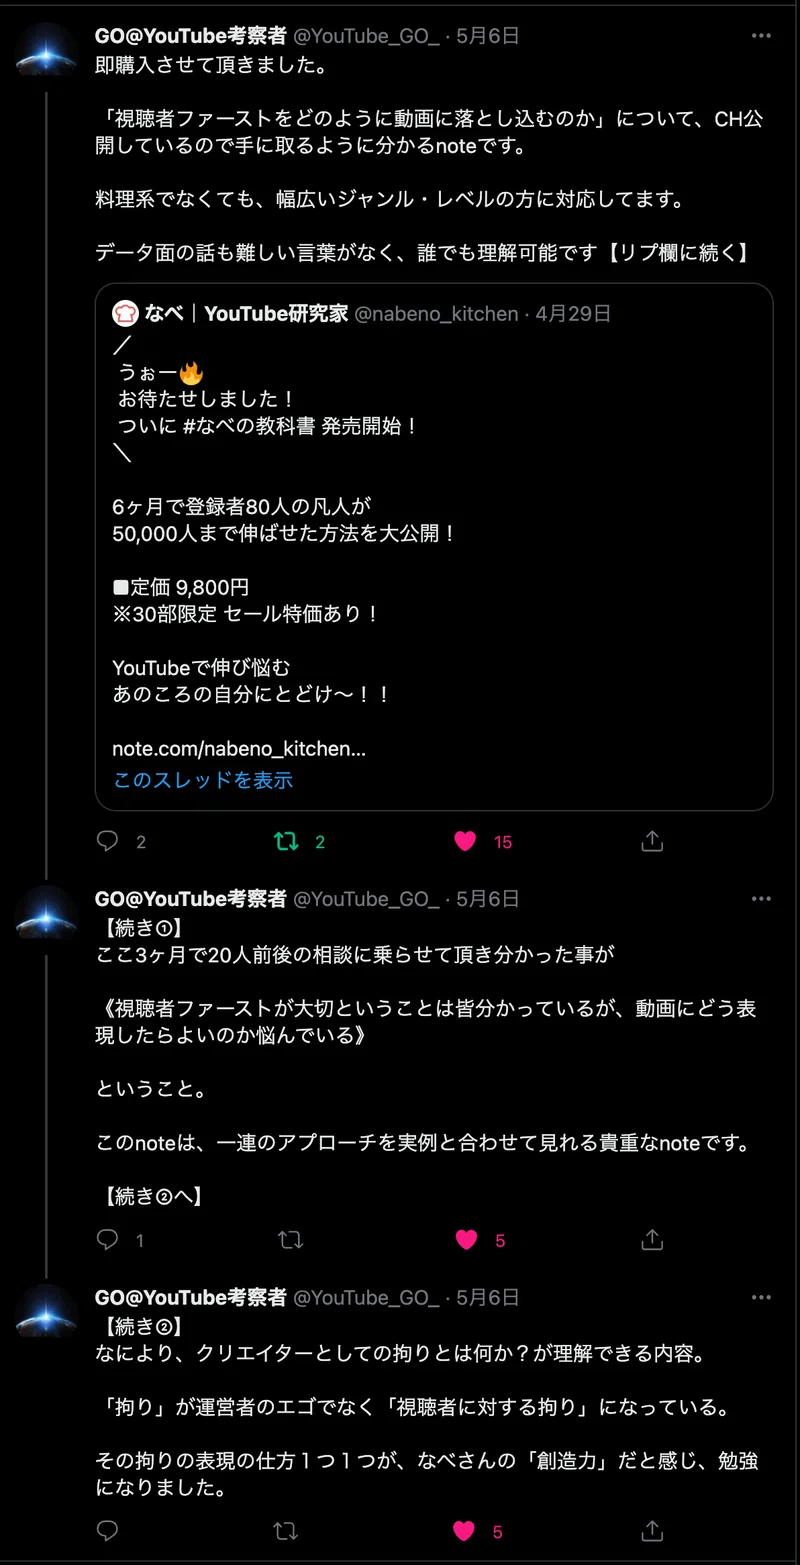 GO@YouTube考察者 @YouTube_GO_ · 5月6日
即購入させて頂きました。
「視聴者ファーストをどのように動画に落とし込むのか」について、CH公
開しているので手に取るように分かるnoteです。
料理系でなくても、幅広いジャンル・レベルの方に対応してます。
データ面の話も難しい言葉がなく、誰でも理解可能です【リプ欄に続く】
なべ｜YouTube研究家 @nabeno_kitchen · 4月29日
／
うぉー🔥
お待たせしました！
ついに #なべの教科書 発売開始！
＼
6ヶ月で登録者80人の凡人が
50,000人まで伸ばせた方法を大公開！
■定価 9,800円
※30部限定 セール特価あり！
YouTubeで伸び悩む
あのころの自分にとどけ〜！！
note.com/nabeno_kitchen...
このスレッドを表示
2 2 15
GO@YouTube考察者 @YouTube_GO_ · 5月6日
【続き①】
ここ3ヶ月で20人前後の相談に乗らせて頂き分かった事が
《視聴者ファーストが大切ということは皆分かっているが、動画にどう表
現したらよいのか悩んでいる》
ということ。
このnoteは、一連のアプローチを実例と合わせて見れる貴重なnoteです。
【続き②へ】
1 5
GO@YouTube考察者 @YouTube_GO_ · 5月6日
【続き②】
なにより、クリエイターとしての拘りとは何か？が理解できる内容。
「拘り」が運営者のエゴでなく「視聴者に対する拘り」になっている。
その拘りの表現の仕方１つ１つが、なべさんの「創造力」だと感じ、勉強
になりました。
5